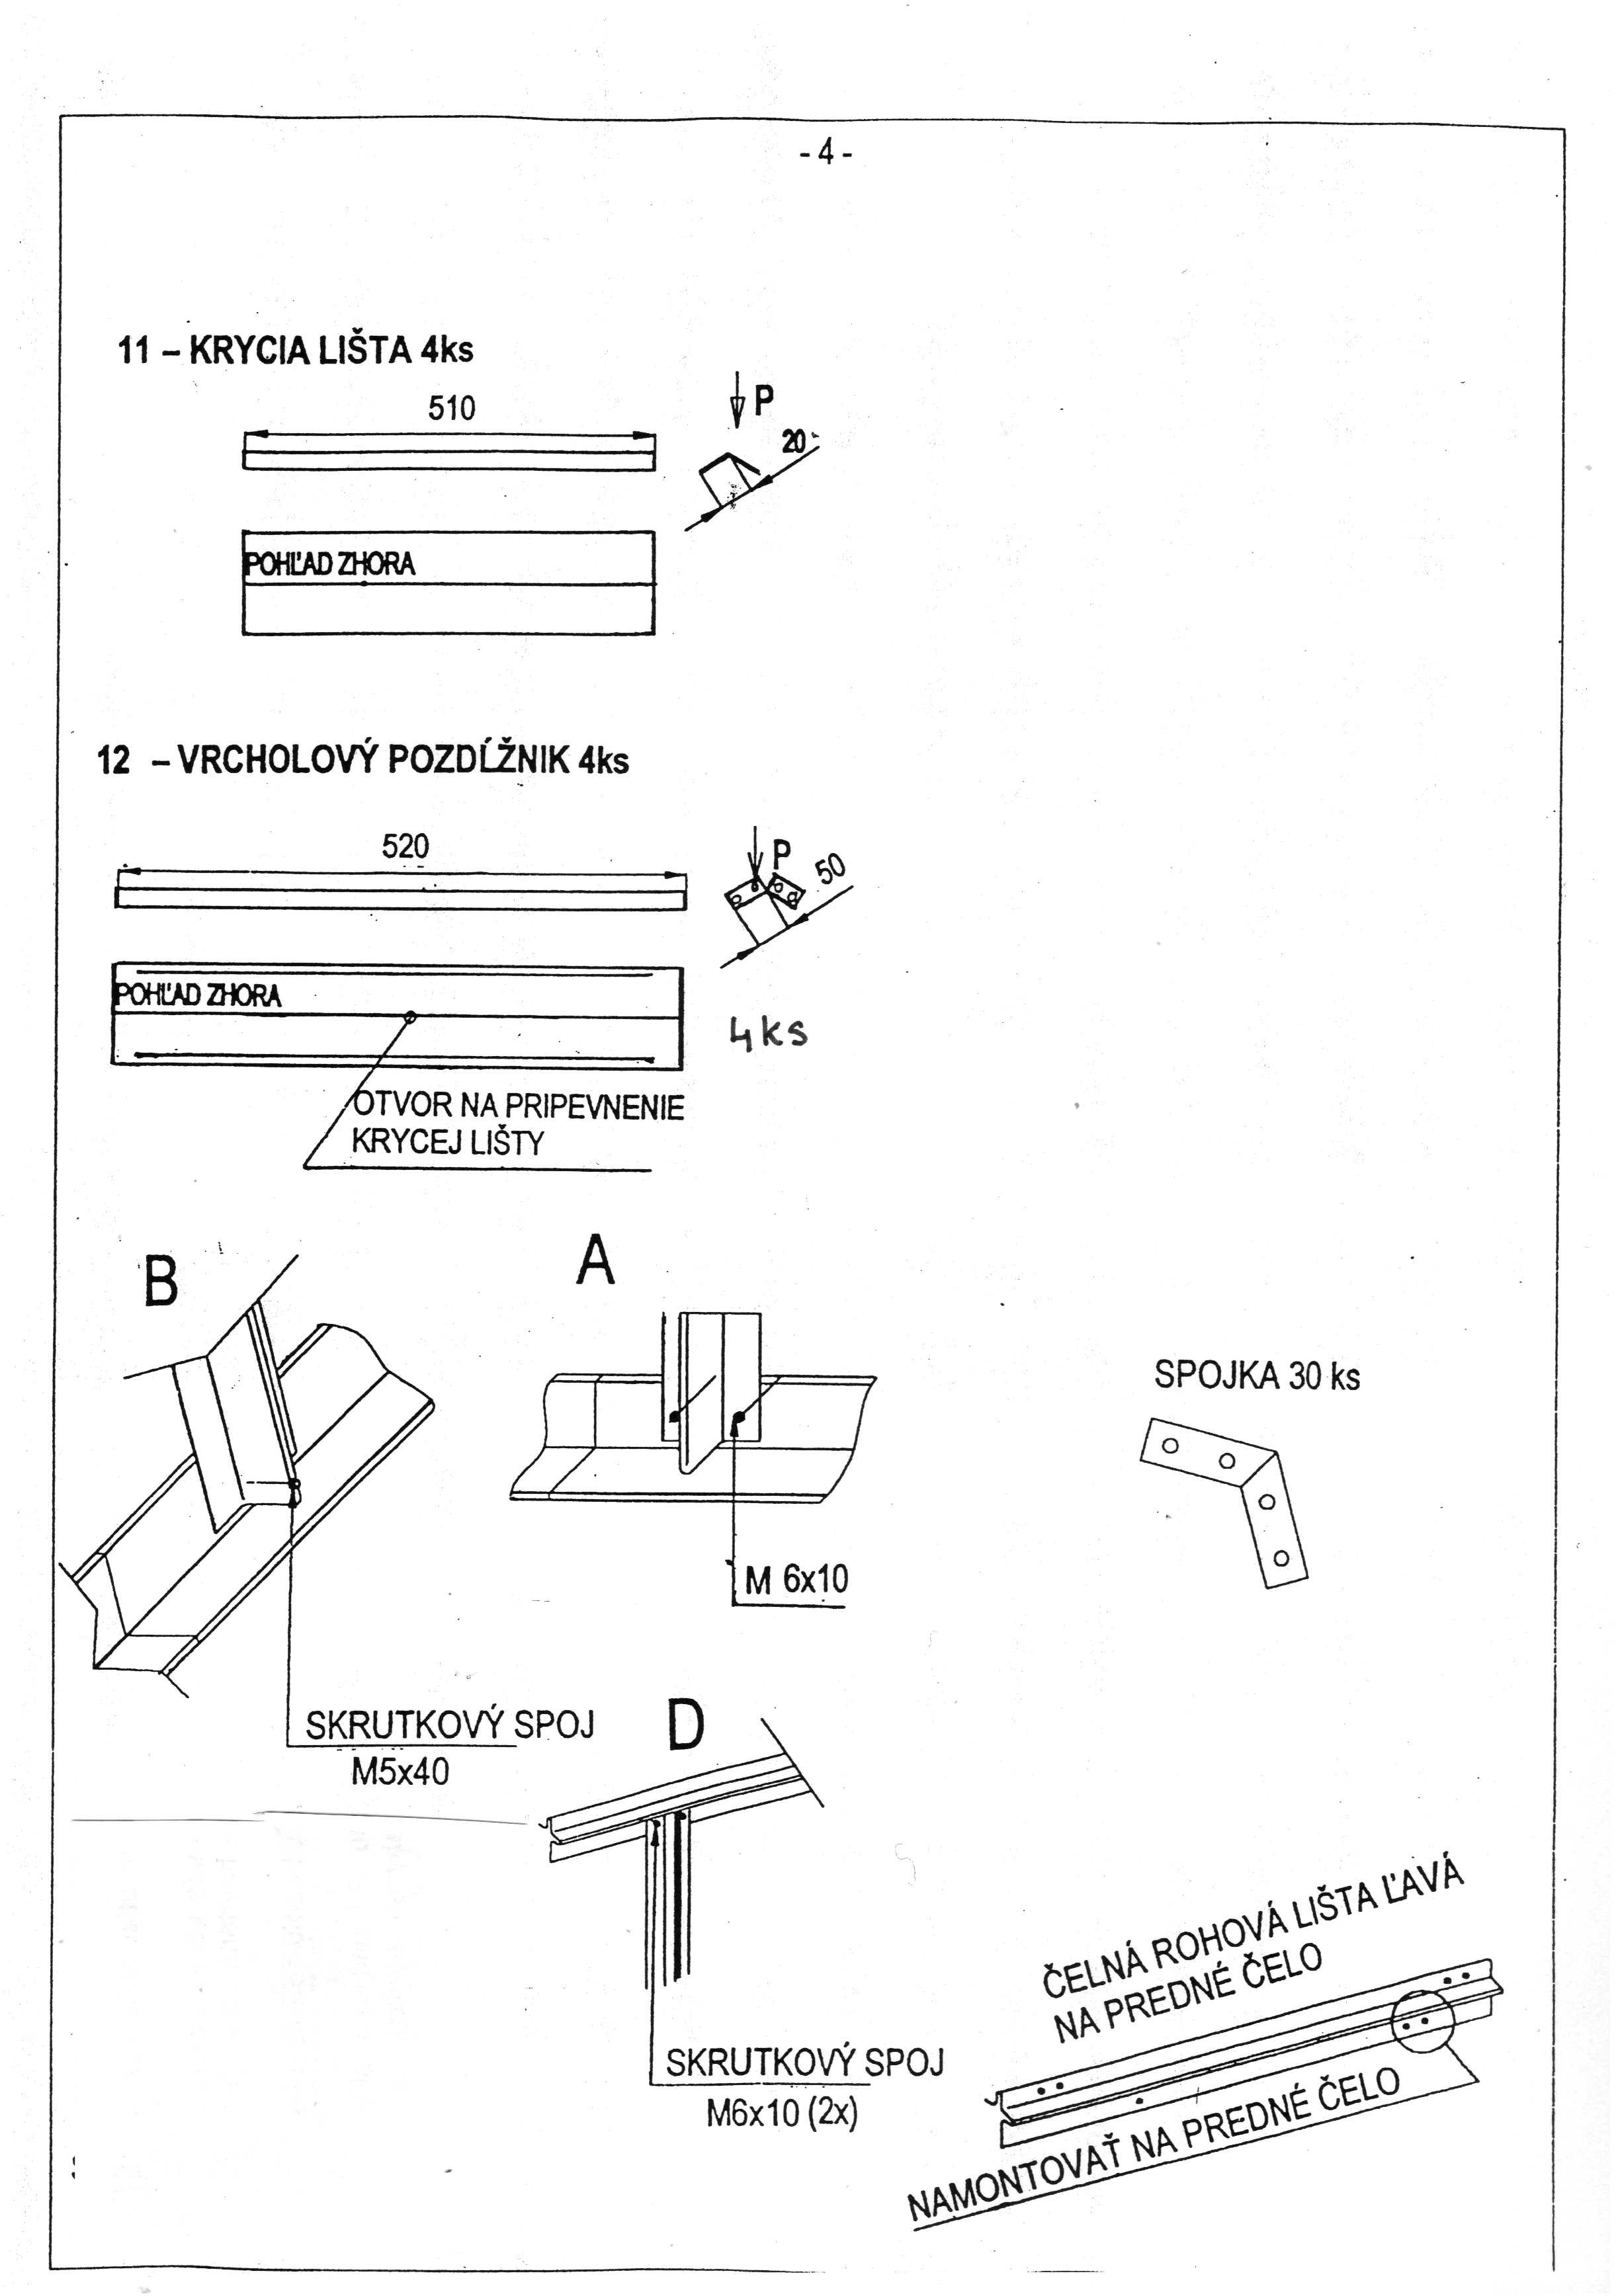 - 4 -
11 – KRYCIA LIŠTA 4ks
510
P
20
POHĽAD ZHORA
12 – VRCHOLOVÝ POZDĹŽNIK 4ks
520
P
50
POHĽAD ZHORA
4ks
OTVOR NA PRIPEVNENIE
KRYCEJ LIŠTY
B
A
SPOJKA 30 ks
M 6x10
SKRUTKOVÝ SPOJ
M5x40
D
ČELNÁ ROHOVÁ LIŠTA ĽAVÁ
NA PREDNÉ ČELO
SKRUTKOVÝ SPOJ
M6x10 (2x)
NAMONTOVAŤ NA PREDNÉ ČELO